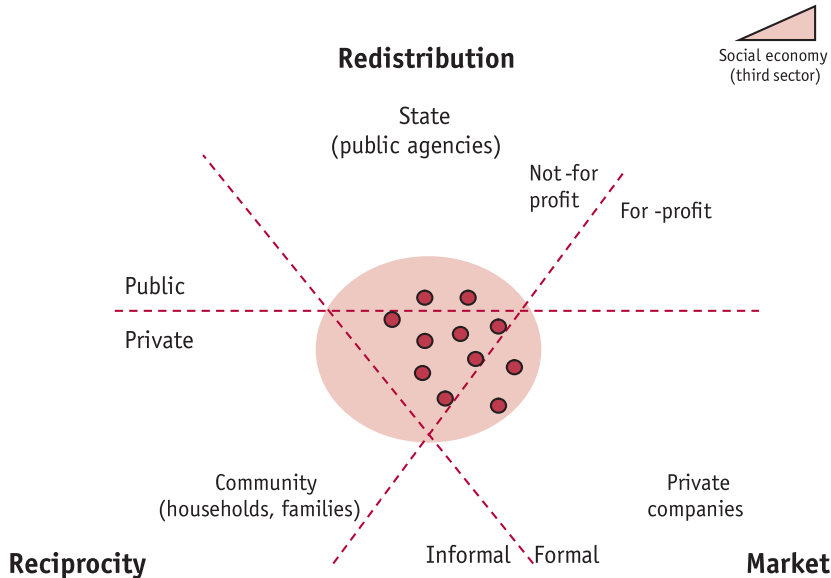 Social economy
(third sector)
Redistribution
State
(public agencies)
Not -for
profit
For -profit
Public
Private
Community
(households, families)
Private
companies
Reciprocity
Informal
Formal
Market